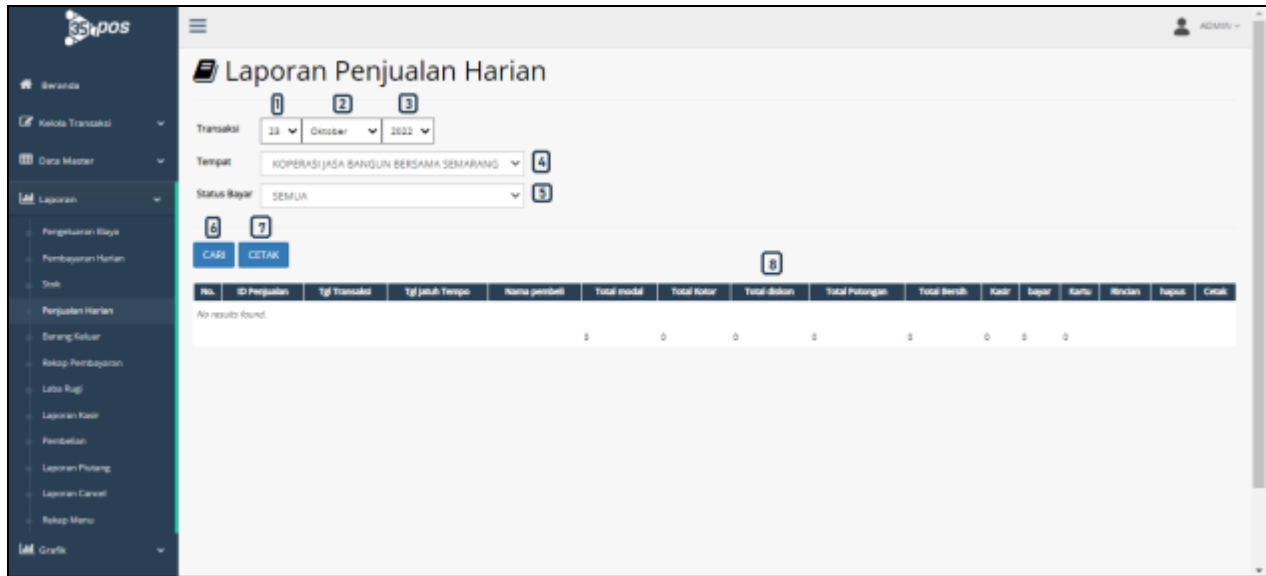 35 pos
ADMIN
Laporan Penjualan Harian
Beranda
Kelola Transaksi
Data Master
Laporan
Pengeluaran Biaya
Pembayaran Harian
Stok
Penjualan Harian
Barang Keluar
Rekap Pembayaran
Laba Rugi
Laporan Kasir
Pembelian
Laporan Piutang
Laporan Cancel
Rekap Menu
Grafik
1 2 3
Transaksi 23 Oktober 2022
Tempat KOPERASI JASA BANGUN BERSAMA SEMARANG 4
Status Bayar SEMUA 5
6 7
CARI CETAK
8
No. ID Penjualan Tgl Transaksi Tgl Jatuh Tempo Nama pembeli Total modal Total Kotor Total diskon Total Potongan Total Bersih Kasir bayar Kartu Rincian hapus Cetak
No results found.
0 0 0 0 0 0 0 0